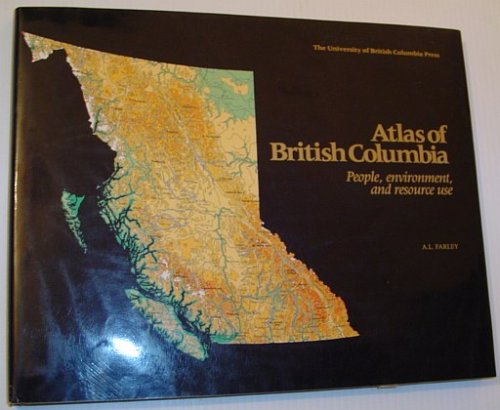 The University of British Columbia Press
Atlas of
British Columbia
People, environment,
and resource use
A.L. FARLEY